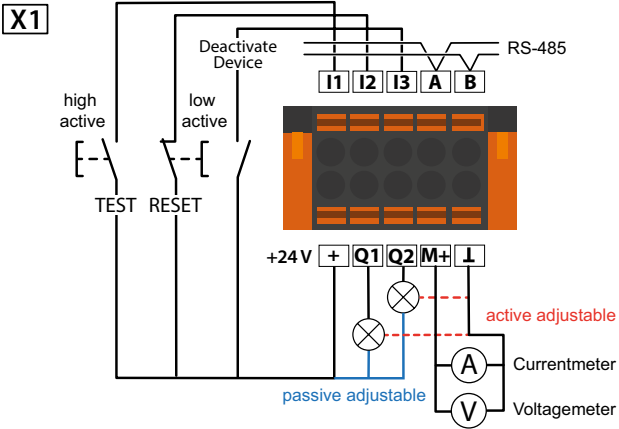 X1
Deactivate
Device
RS-485
I1 I2 I3 A B
high
active
low
active
TEST RESET
+24 V + Q1 Q2 M+ ⊥
active adjustable
A Currentmeter
passive adjustable
V Voltagemeter